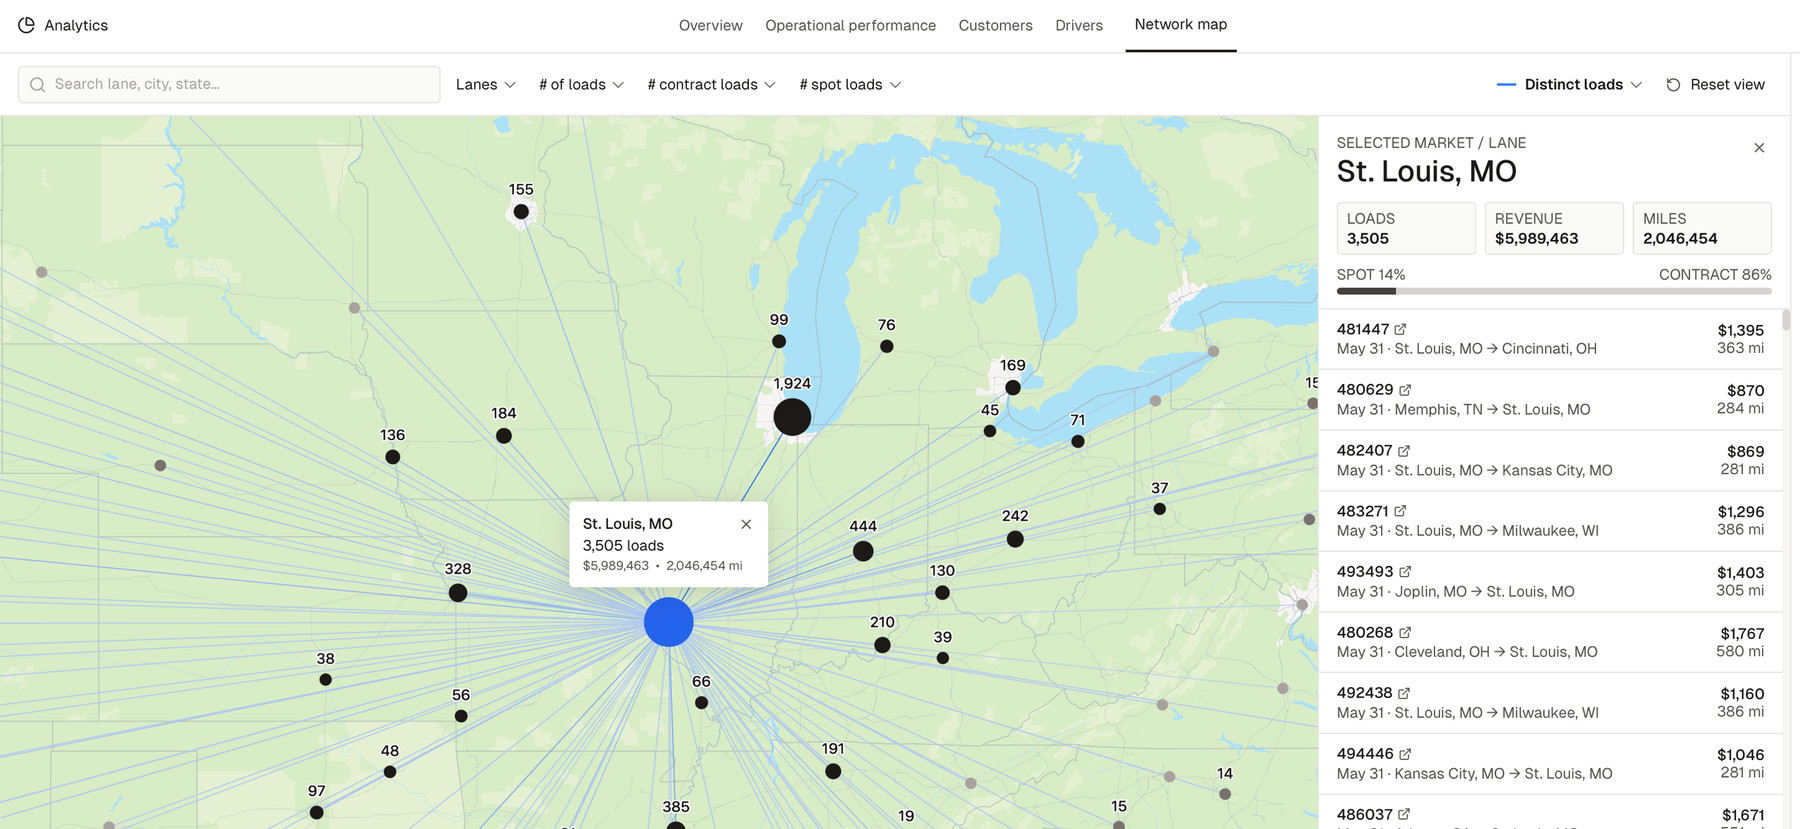 Analytics
Overview
Operational performance
Customers
Drivers
Network map
Search lane, city, state...
Lanes
# of loads
# contract loads
# spot loads
Distinct loads
Reset view
155
99
76
1,924
169
15
184
45
71
136
37
444
242
328
130
210
39
38
66
56
48
191
14
97
385
19
15
St. Louis, MO
3,505 loads
$5,989,463 • 2,046,454 mi
SELECTED MARKET / LANE
St. Louis, MO
LOADS
3,505
REVENUE
$5,989,463
MILES
2,046,454
SPOT 14%
CONTRACT 86%
481447
$1,395
May 31 · St. Louis, MO → Cincinnati, OH
363 mi
480629
$870
May 31 · Memphis, TN → St. Louis, MO
284 mi
482407
$869
May 31 · St. Louis, MO → Kansas City, MO
281 mi
483271
$1,296
May 31 · St. Louis, MO → Milwaukee, WI
386 mi
493493
$1,403
May 31 · Joplin, MO → St. Louis, MO
305 mi
480268
$1,767
May 31 · Cleveland, OH → St. Louis, MO
580 mi
492438
$1,160
May 31 · St. Louis, MO → Milwaukee, WI
386 mi
494446
$1,046
May 31 · Kansas City, MO → St. Louis, MO
281 mi
486037
$1,671